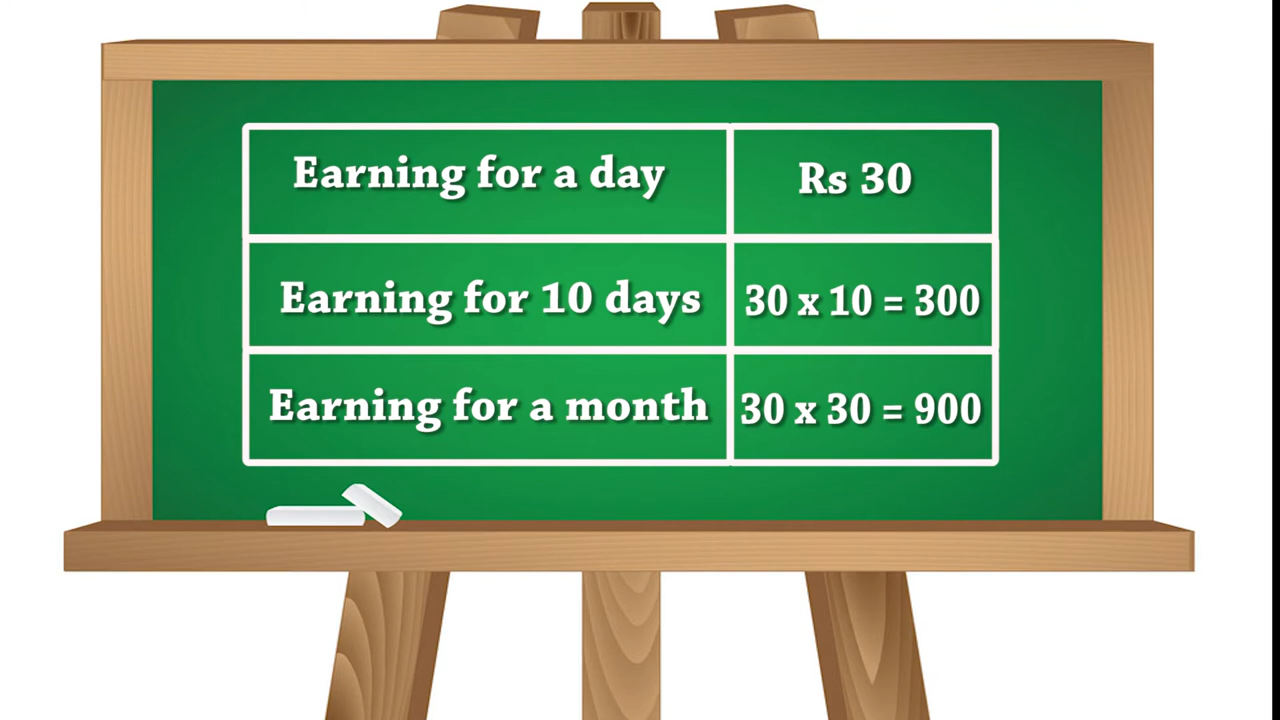 Earning for a day Rs 30
Earning for 10 days 30 x 10 = 300
Earning for a month 30 x 30 = 900